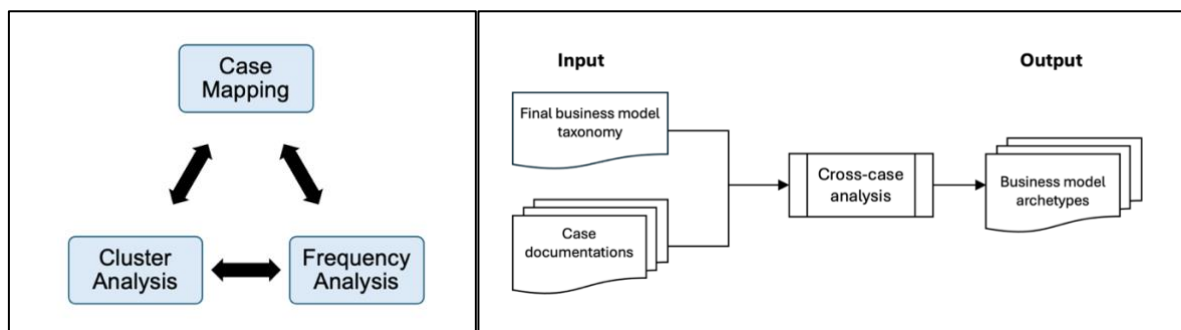 Case
Mapping
Cluster
Analysis
Frequency
Analysis
Input
Output
Final business model
taxonomy
Case
documentations
Cross-case
analysis
Business model
archetypes